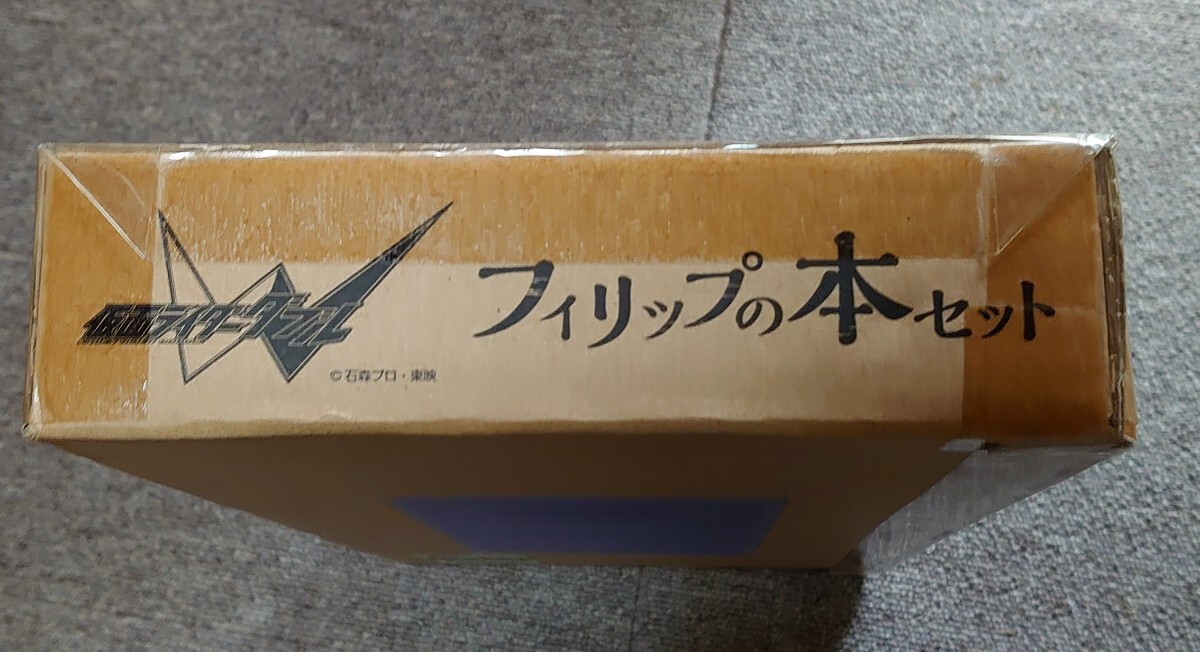 仮面ライダーダブル
©石森プロ・東映
フィリップの本セット